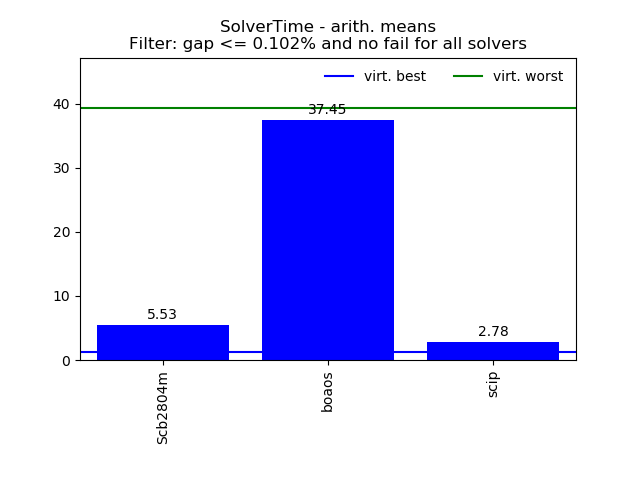 SolverTime - arith. means
Filter: gap <= 0.102% and no fail for all solvers
virt. best
virt. worst
40
30
20
10
0
5.53
37.45
2.78
Scb2804m
boaos
scip